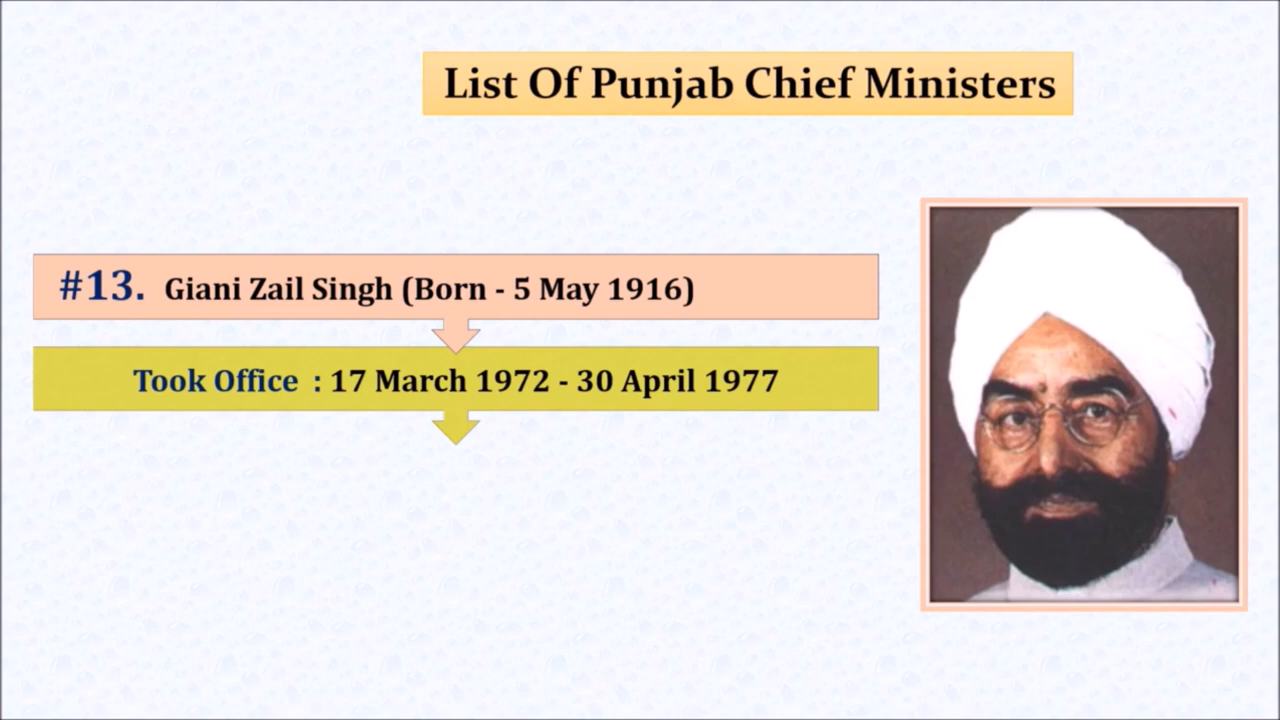 List Of Punjab Chief Ministers
#13. Giani Zail Singh (Born - 5 May 1916)
Took Office : 17 March 1972 - 30 April 1977